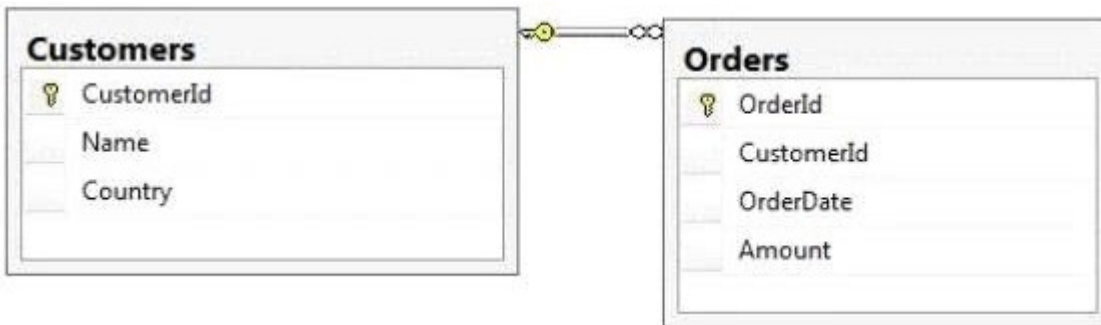 Customers
CustomerId
Name
Country
Orders
OrderId
CustomerId
OrderDate
Amount